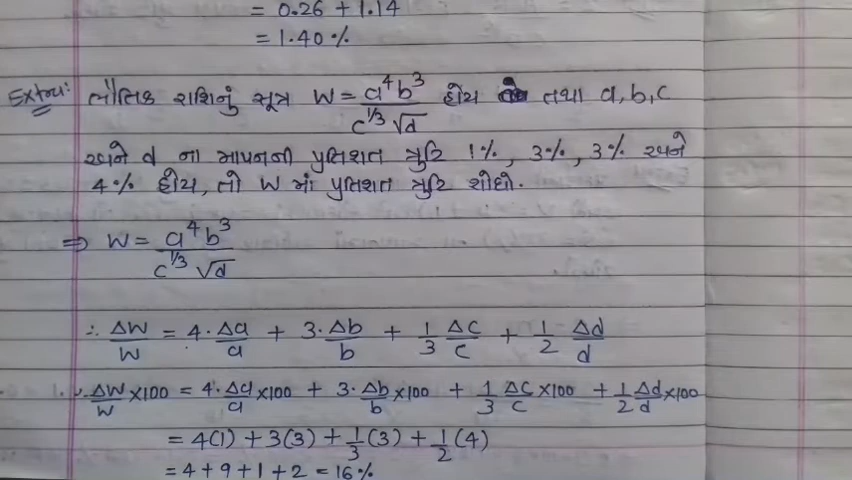 = 0.26 + 1.14
= 1.40 %
Extra: ભૌતિક રાશિનું સૂત્ર W = a⁴b³ / c^1/3 √d હોય તથા a, b, c
અને d ના માપનની પ્રતિશત ત્રુટિ 1%, 3%, 3% અને
4% હોય, તો W માં પ્રતિશત ત્રુટિ શોધો.
⇒ W = a⁴b³ / c^1/3 √d
∴ ΔW/W = 4·Δa/a + 3·Δb/b + 1/3 ΔC/C + 1/2 Δd/d
∴ ΔW/W ×100 = 4·Δa/a ×100 + 3·Δb/b ×100 + 1/3 ΔC/C ×100 + 1/2 Δd/d ×100
= 4(1) + 3(3) + 1/3 (3) + 1/2 (4)
= 4 + 9 + 1 + 2 = 16%